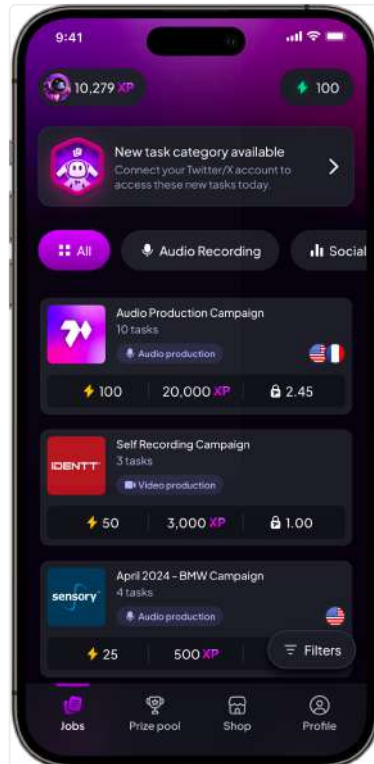 9:41
10,279 XP
100
New task category available
Connect your Twitter/X account to
access these new tasks today.
All
Audio Recording
Social
Audio Production Campaign
10 tasks
Audio production
100
20,000 XP
2.45
IDENTT
Self Recording Campaign
3 tasks
Video production
50
3,000 XP
1.00
sensory
April 2024 – BMW Campaign
4 tasks
Audio production
25
500 XP
Filters
Jobs
Prize pool
Shop
Profile